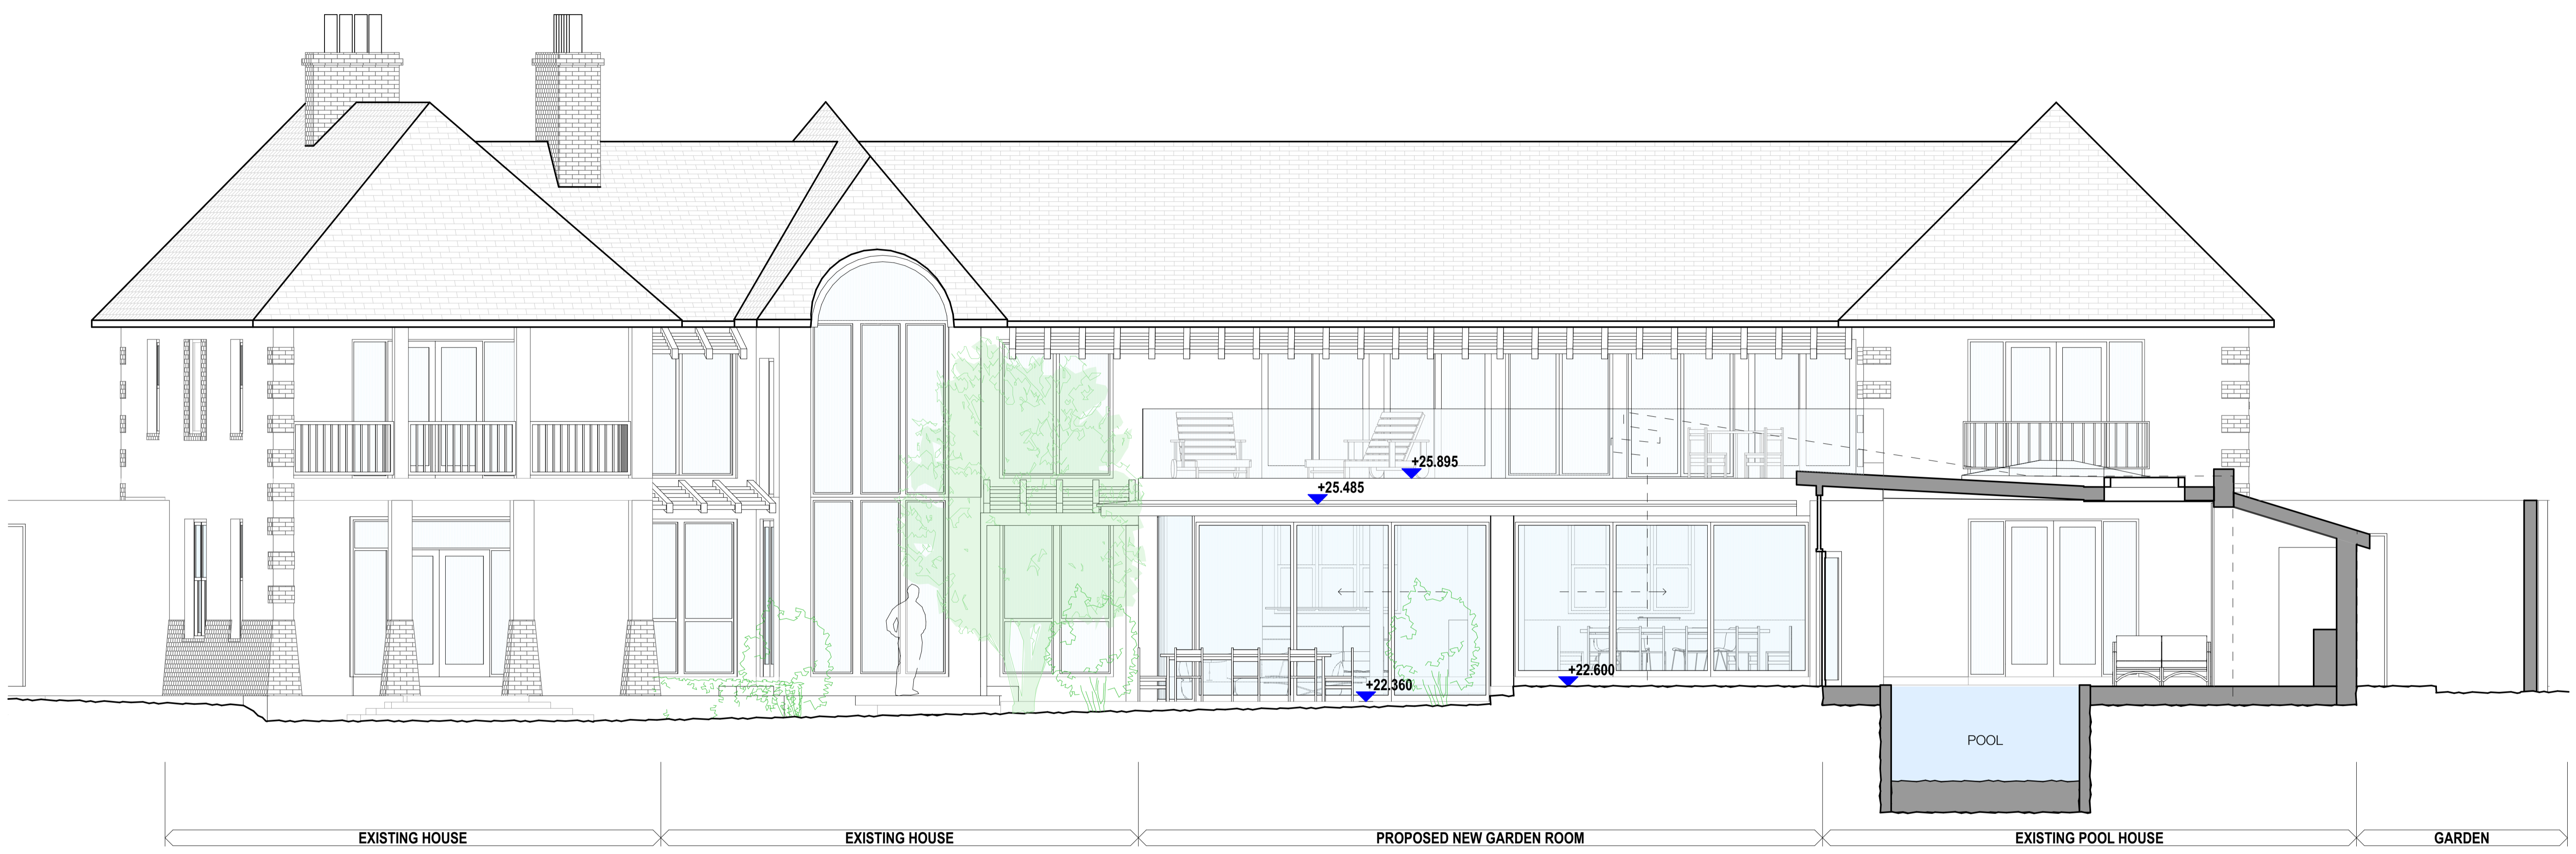 +25.895
+25.485
+22.600
+22.360
POOL
EXISTING HOUSE
EXISTING HOUSE
PROPOSED NEW GARDEN ROOM
EXISTING POOL HOUSE
GARDEN